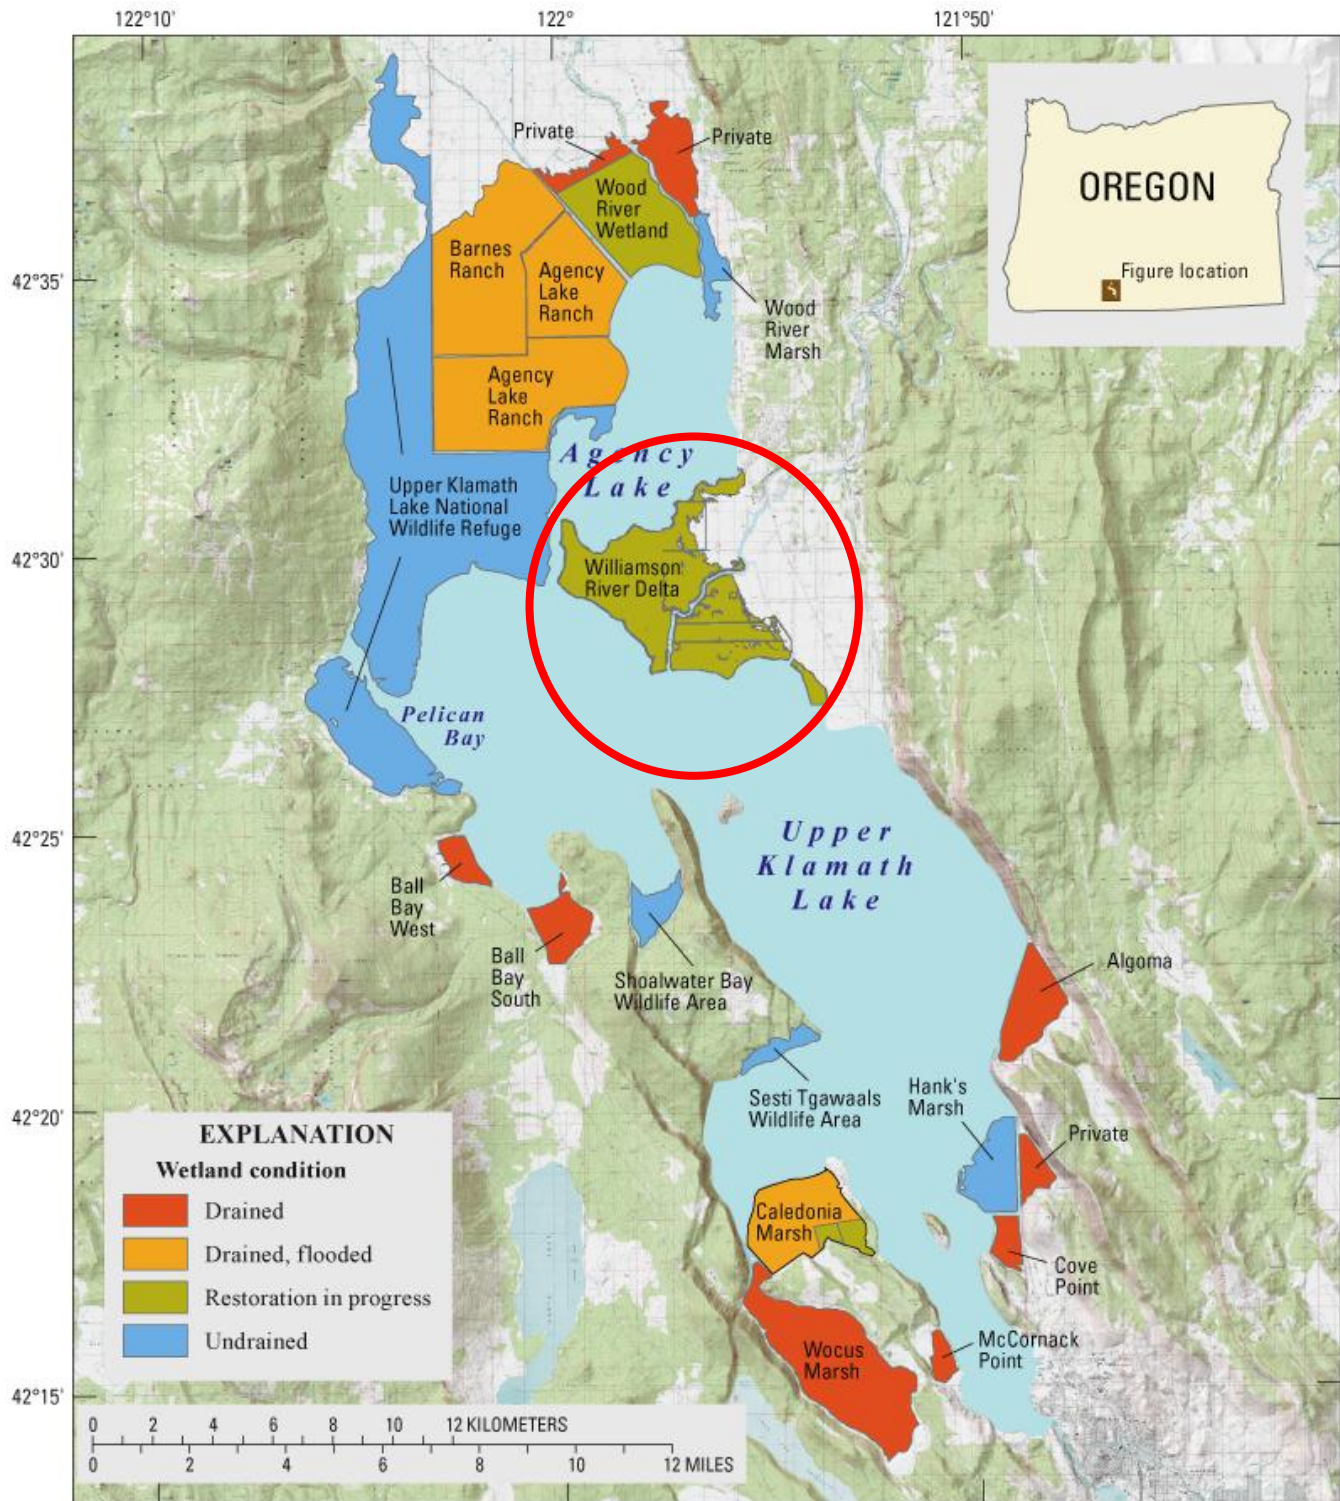 122°10'
122°
121°50'
OREGON
Figure location
Private
Private
Wood
River
Wetland
Barnes
Ranch
Agency
Lake
Ranch
42°35'
Wood
River
Marsh
Agency
Lake
Ranch
Agency
Lake
Upper Klamath
Lake National
Wildlife Refuge
42°30'
Williamson
River Delta
Pelican
Bay
42°25'
Upper
Klamath
Lake
Ball
Bay
West
Ball
Bay
South
Shoalwater Bay
Wildlife Area
Algoma
Sesti Tgawaals
Wildlife Area
Hank's
Marsh
42°20'
Private
EXPLANATION
Wetland condition
Drained
Drained, flooded
Restoration in progress
Undrained
Caledonia
Marsh
Cove
Point
Wocus
Marsh
McCornack
Point
42°15'
0 2 4 6 8 10 12 KILOMETERS
0 2 4 6 8 10 12 MILES